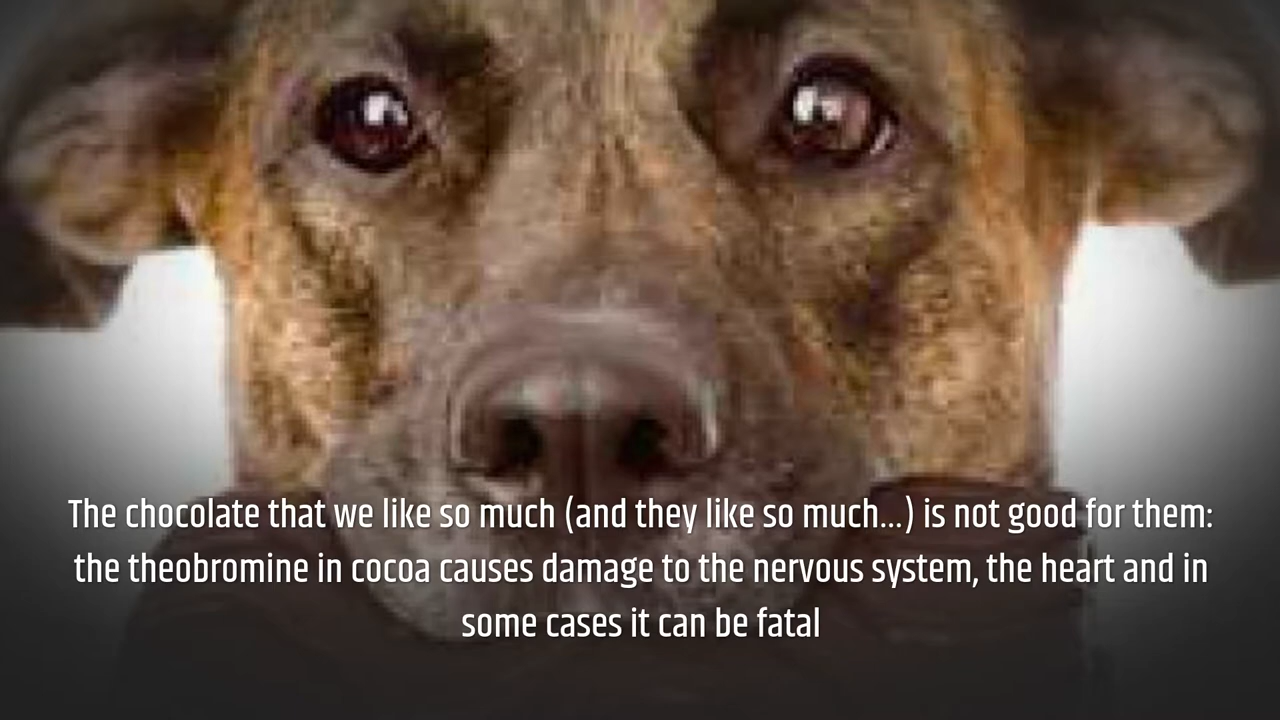 The chocolate that we like so much (and they like so much...) is not good for them:
the theobromine in cocoa causes damage to the nervous system, the heart and in
some cases it can be fatal